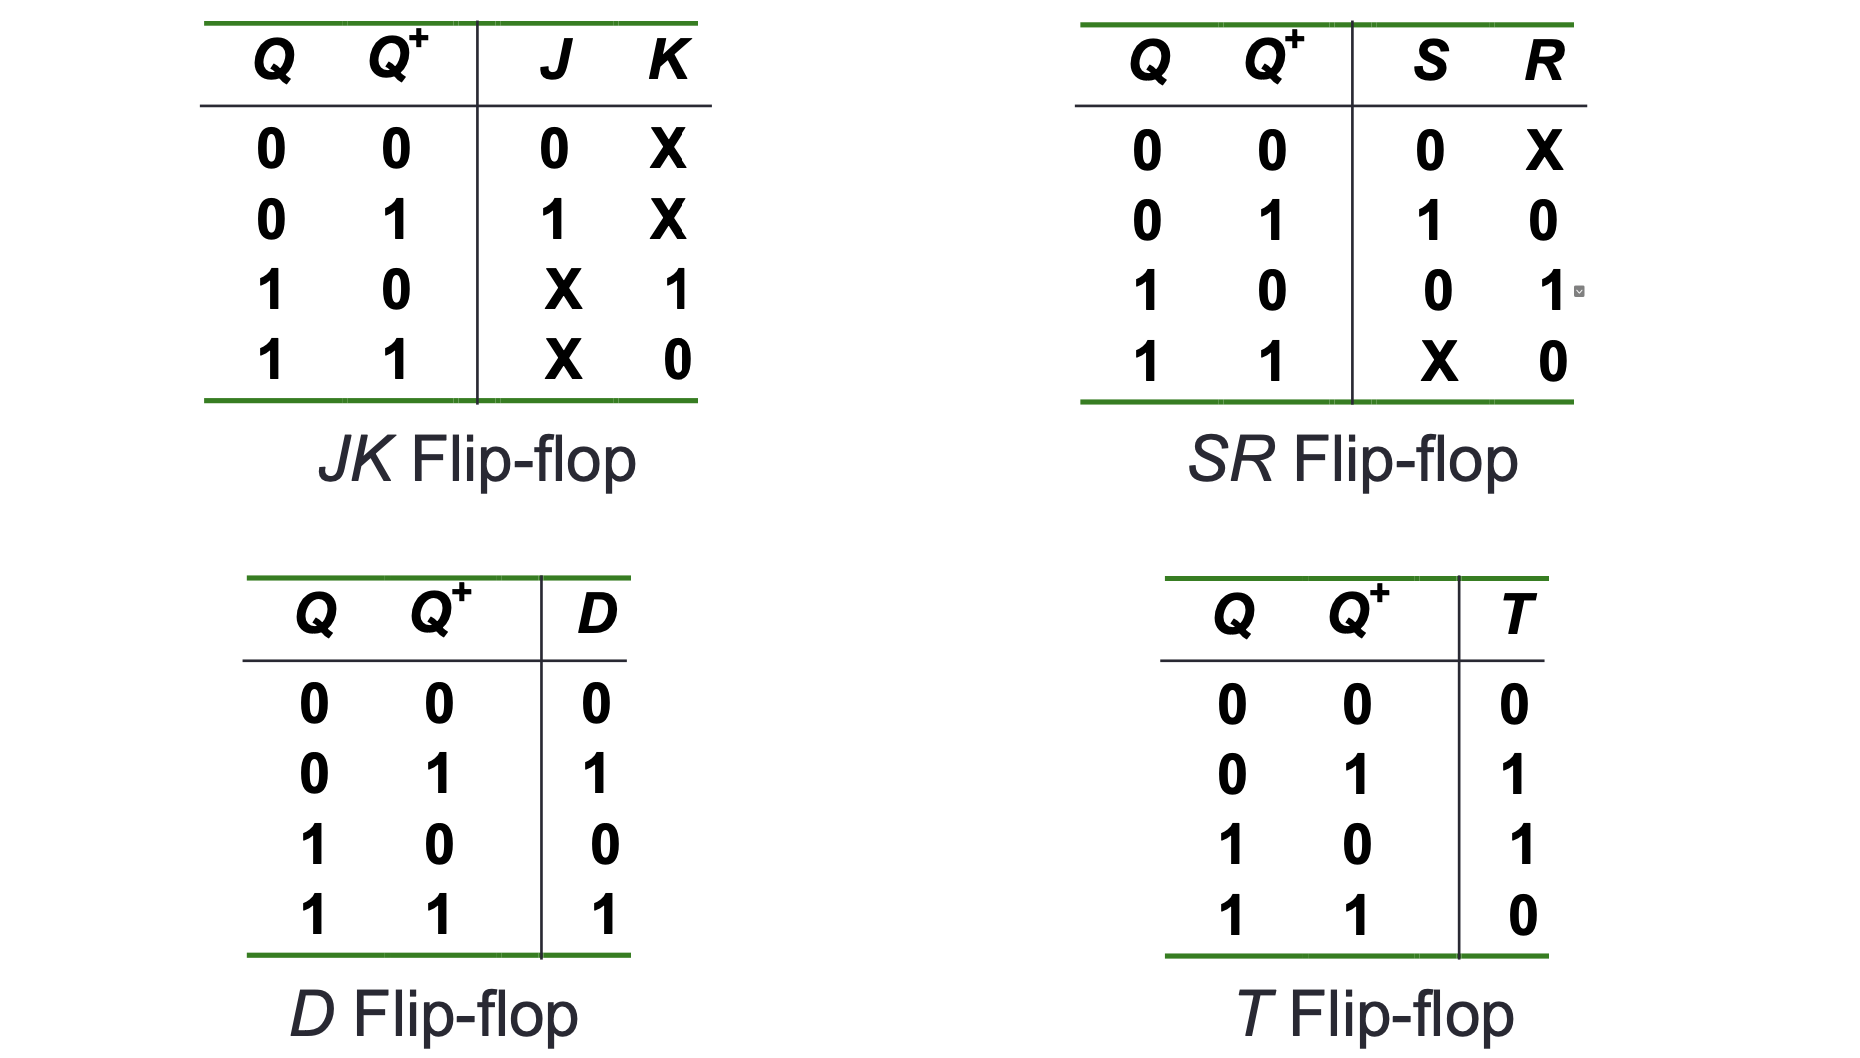 Q Q+ J K
0 0 0 X
0 1 1 X
1 0 X 1
1 1 X 0
JK Flip-flop
Q Q+ S R
0 0 0 X
0 1 1 0
1 0 0 1
1 1 X 0
SR Flip-flop
Q Q+ D
0 0 0
0 1 1
1 0 0
1 1 1
D Flip-flop
Q Q+ T
0 0 0
0 1 1
1 0 1
1 1 0
T Flip-flop